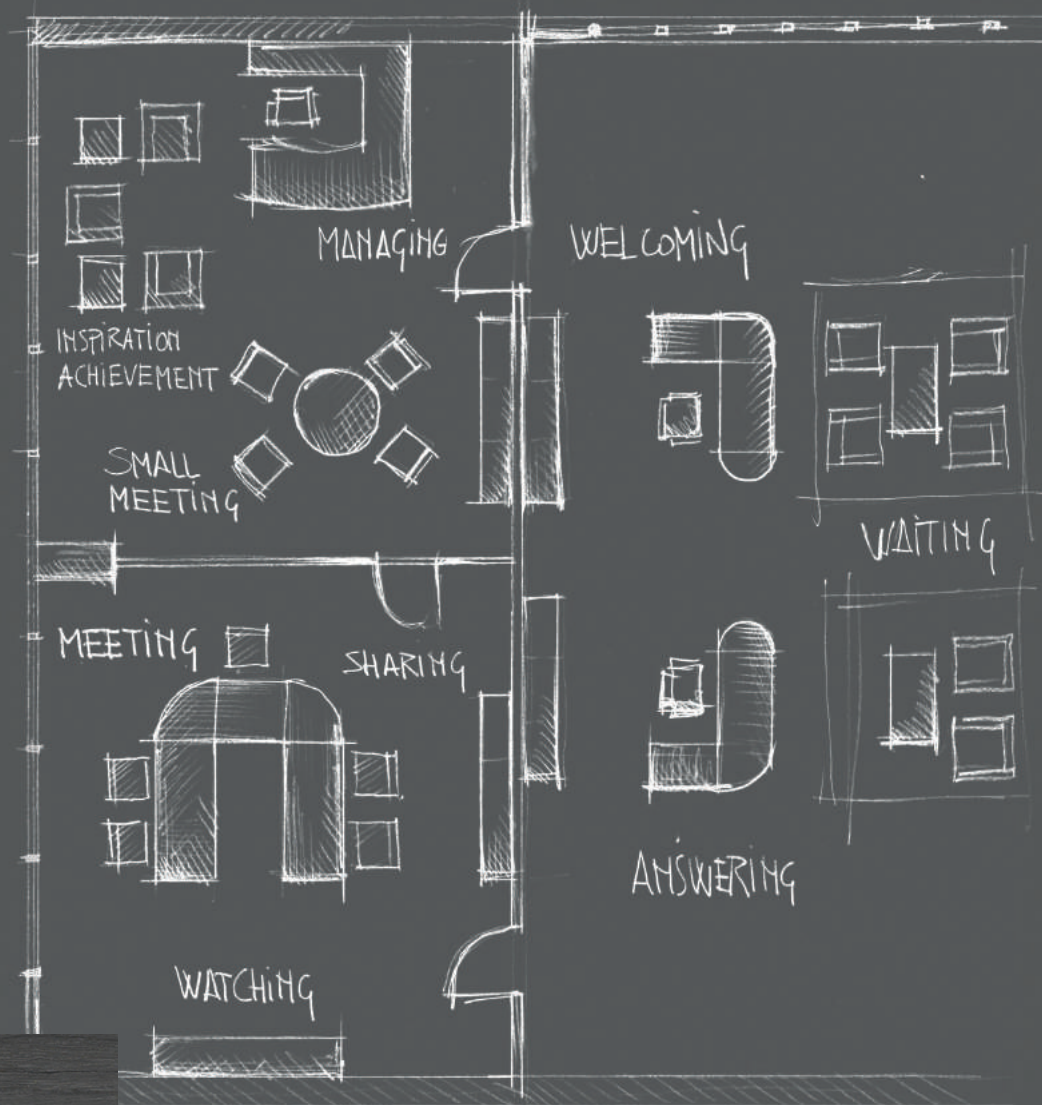 MANAGING
WELCOMING
INSPIRATION
ACHIEVEMENT
SMALL
MEETING
WAITING
MEETING
SHARING
ANSWERING
WATCHING